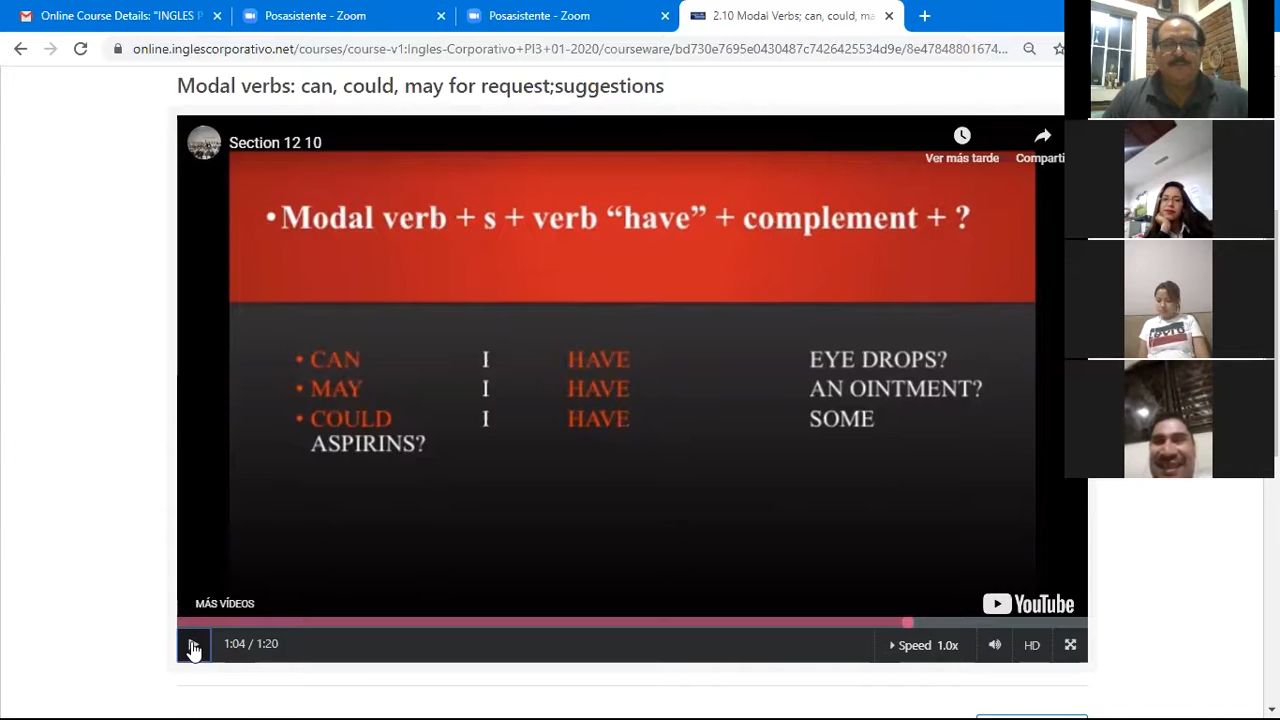 Online Course Details: "INGLES P
Posasistente - Zoom
Posasistente - Zoom
2.10 Modal Verbs; can, could, ma
online.inglescorporativo.net/courses/course-v1:Ingles-Corporativo+PI3+01-2020/courseware/bd730e7695e0430487c7426425534d9e/8e47848801674...
Modal verbs: can, could, may for request;suggestions
Section 12 10
Ver más tarde
Comparti
•Modal verb + s + verb “have” + complement + ?
• CAN I HAVE EYE DROPS?
• MAY I HAVE AN OINTMENT?
• COULD I HAVE SOME
ASPIRINS?
MÁS VÍDEOS
YouTube
1:04 / 1:20
Speed 1.0x
HD